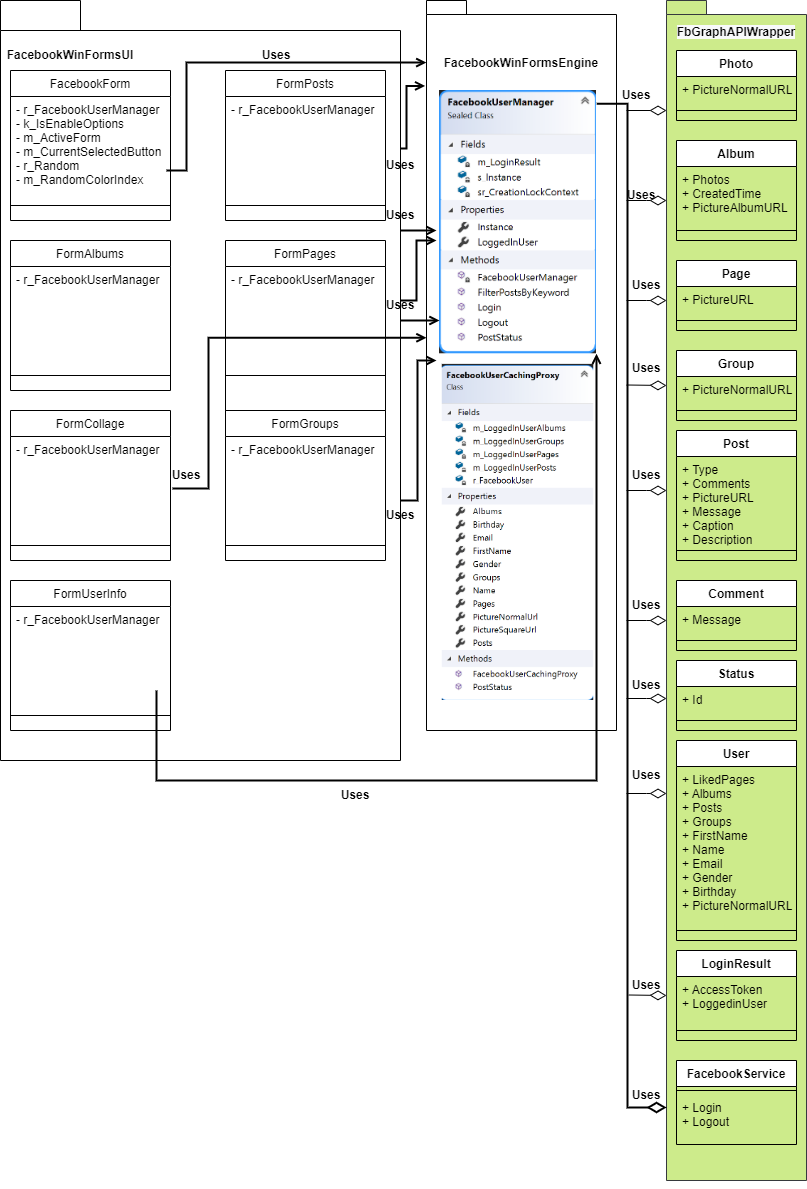 FacebookWinFormsUI
Uses
FacebookForm
- r_FacebookUserManager
- k_IsEnableOptions
- m_ActiveForm
- m_CurrentSelectedButton
- r_Random
- m_RandomColorIndex
FormPosts
- r_FacebookUserManager
Uses
Uses
FormAlbums
- r_FacebookUserManager
FormPages
- r_FacebookUserManager
Uses
FormCollage
- r_FacebookUserManager
Uses
FormGroups
- r_FacebookUserManager
Uses
FormUserInfo
- r_FacebookUserManager
Uses
FacebookWinFormsEngine
FacebookUserManager
Sealed Class
Fields
m_LoginResult
s_Instance
sr_CreationLockContext
Properties
Instance
LoggedInUser
Methods
FacebookUserManager
FilterPostsByKeyword
Login
Logout
PostStatus
FacebookUserCachingProxy
Class
Fields
m_LoggedInUserAlbums
m_LoggedInUserGroups
m_LoggedInUserPages
m_LoggedInUserPosts
r_FacebookUser
Properties
Albums
Birthday
Email
FirstName
Gender
Groups
Name
Pages
PictureNormalUrl
PictureSquareUrl
Posts
Methods
FacebookUserCachingProxy
PostStatus
FbGraphAPIWrapper
Uses
Photo
+ PictureNormalURL
Uses
Album
+ Photos
+ CreatedTime
+ PictureAlbumURL
Uses
Page
+ PictureURL
Uses
Group
+ PictureNormalURL
Uses
Post
+ Type
+ Comments
+ PictureURL
+ Message
+ Caption
+ Description
Uses
Comment
+ Message
Uses
Status
+ Id
Uses
User
+ LikedPages
+ Albums
+ Posts
+ Groups
+ FirstName
+ Name
+ Email
+ Gender
+ Birthday
+ PictureNormalURL
Uses
LoginResult
+ AccessToken
+ LoggedinUser
Uses
FacebookService
+ Login
+ Logout